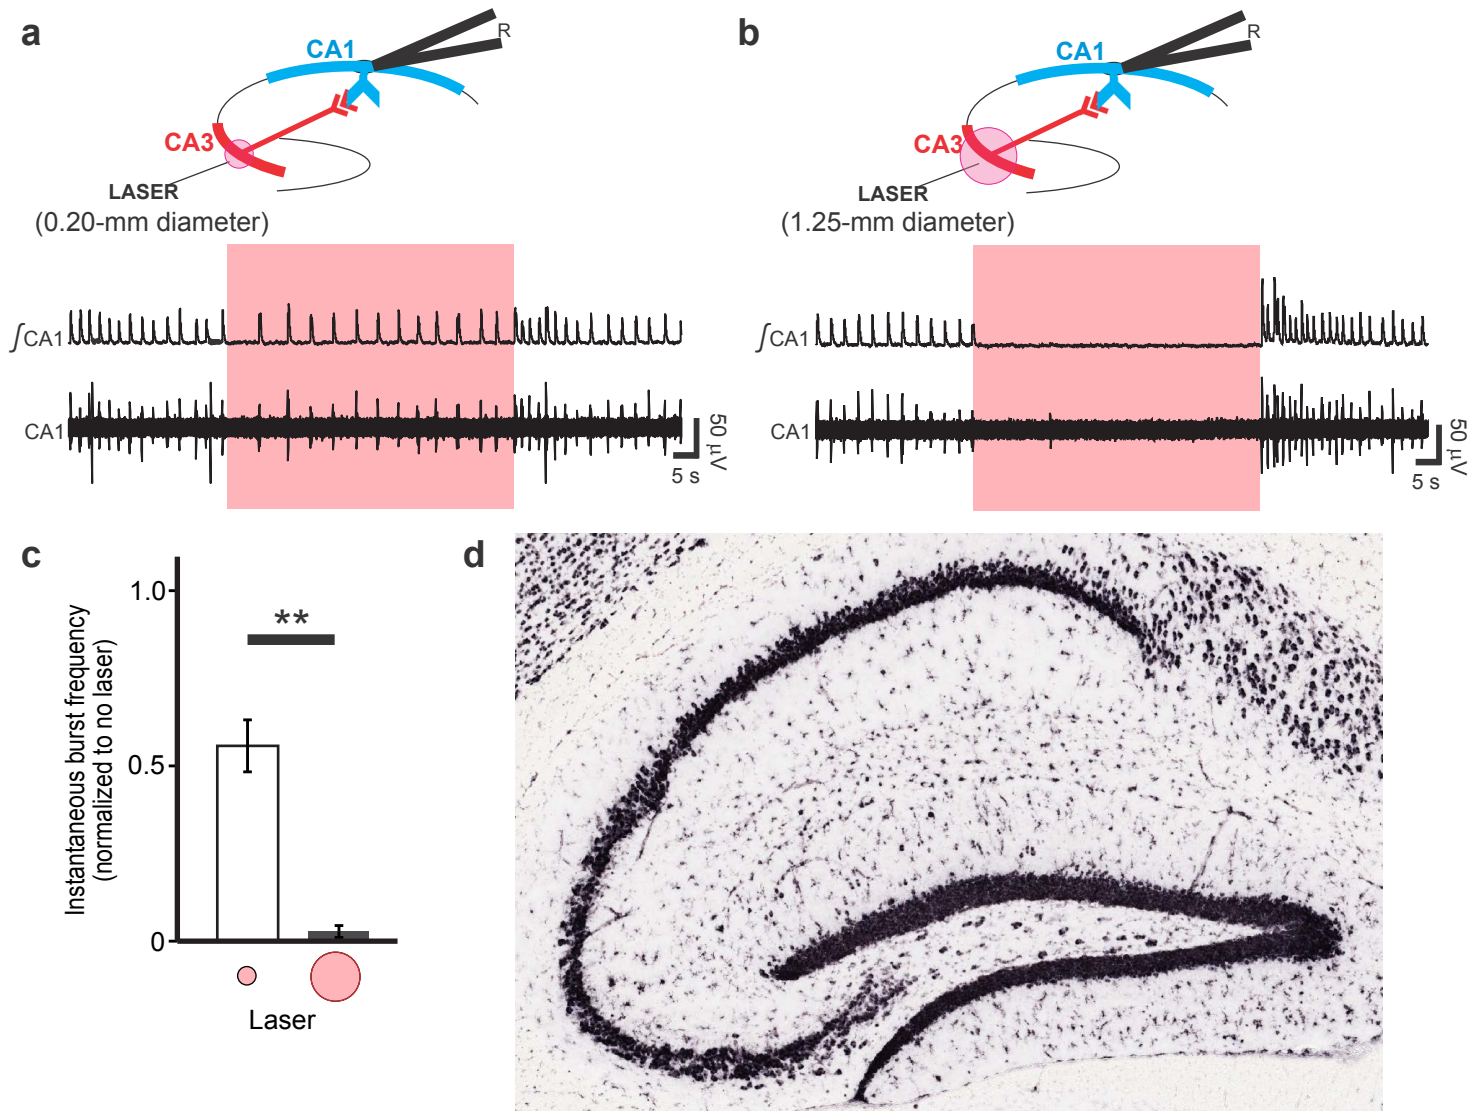 a
CA1
R
CA3
LASER
(0.20-mm diameter)
∫CA1
CA1
50 µV
5 s
b
CA1
R
CA3
LASER
(1.25-mm diameter)
∫CA1
CA1
50 µV
5 s
c
Instantaneous burst frequency
(normalized to no laser)
1.0
0.5
0
**
Laser
d